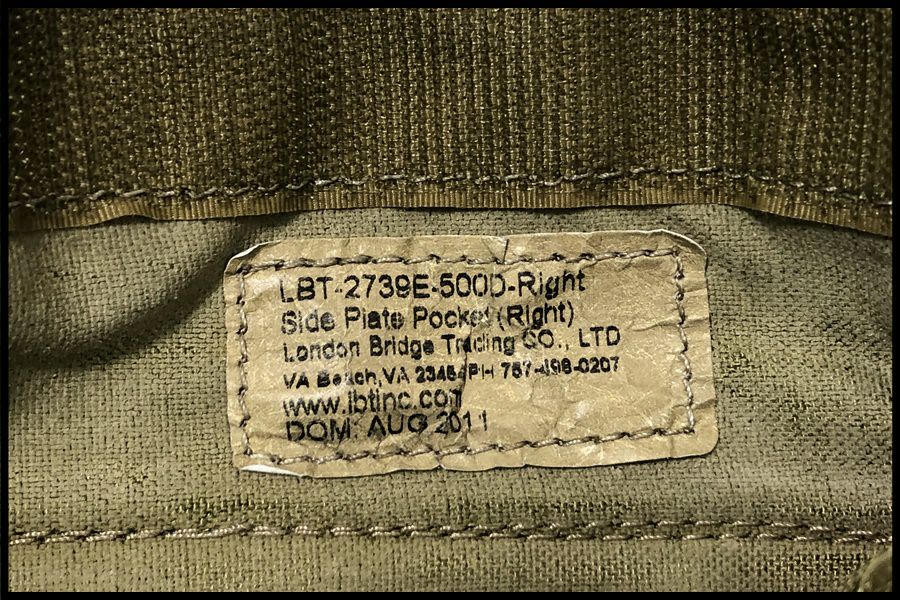 LBT-2739E-500D-Right
Side Plate Pocket (Right)
London Bridge Trading CO., LTD
VA Beach, VA 23454 PH 757-498-0207
www.lbtinc.com
DOM: AUG 2011